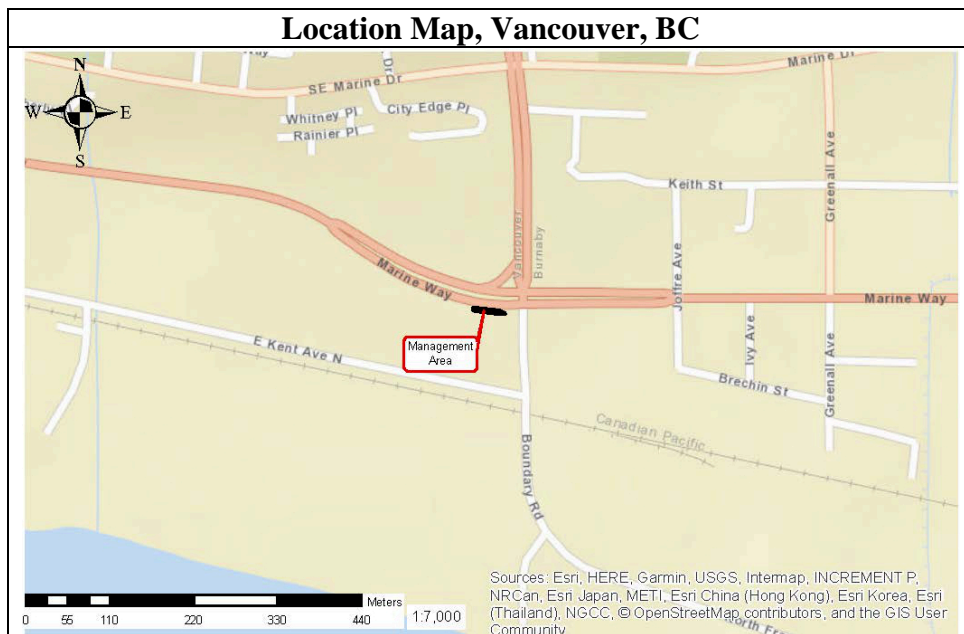 Location Map, Vancouver, BC
Marine Dr
SE Marine Dr
N
W
E
S
Whitney Pl
City Edge Pl
Rainier Pl
Keith St
Greenall Ave
Vancouver
Burnaby
Joffre Ave
Marine Way
Marine Way
Management
Area
E Kent Ave N
Ivy Ave
Brechin St
Greenall Ave
Canadian Pacific
Boundary Rd
Sources: Esri, HERE, Garmin, USGS, Intermap, INCREMENT P,
NRCan, Esri Japan, METI, Esri China (Hong Kong), Esri Korea, Esri
(Thailand), NGCC, © OpenStreetMap contributors, and the GIS User
Community
Meters
0 55 110 220 330 440
1:7,000